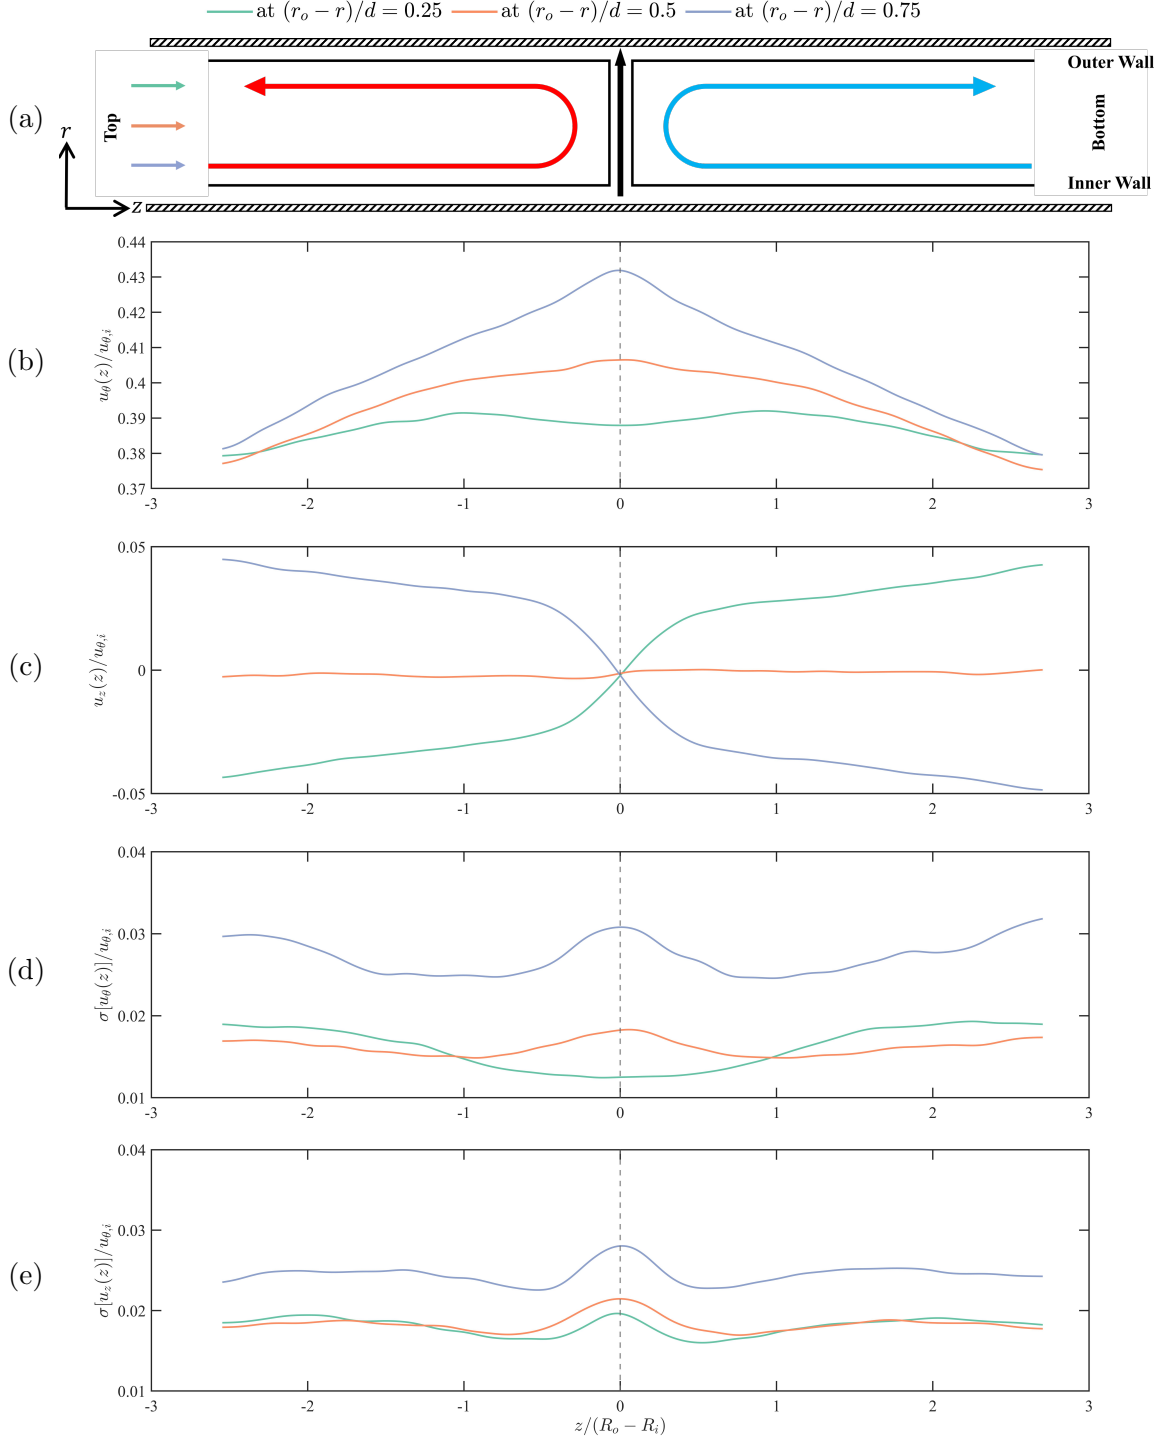 at (r_o − r)/d = 0.25 at (r_o − r)/d = 0.5 at (r_o − r)/d = 0.75
(a)
r
z
Top
Outer Wall
Bottom
Inner Wall
(b)
u_θ(z)/u_{θ,i}
0.44
0.43
0.42
0.41
0.4
0.39
0.38
0.37
-3 -2 -1 0 1 2 3
(c)
u_z(z)/u_{θ,i}
0.05
0
-0.05
-3 -2 -1 0 1 2 3
(d)
σ[u_θ(z)]/u_{θ,i}
0.04
0.03
0.02
0.01
-3 -2 -1 0 1 2 3
(e)
σ[u_z(z)]/u_{θ,i}
0.04
0.03
0.02
0.01
-3 -2 -1 0 1 2 3
z/(R_o − R_i)